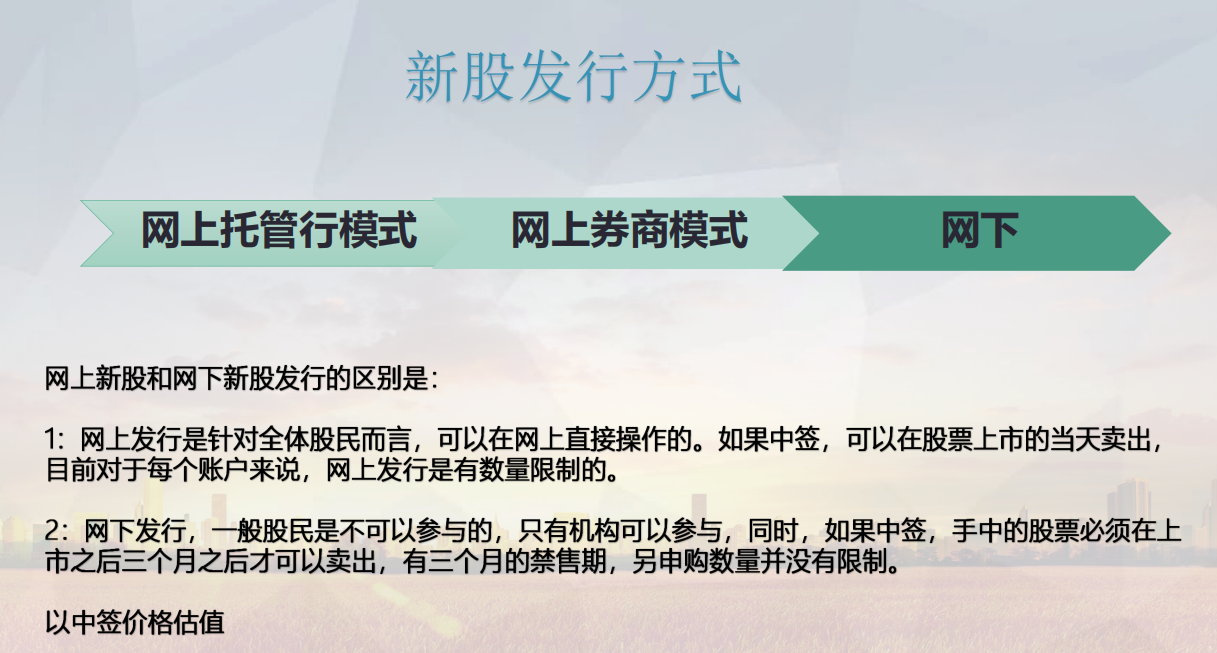 新股发行方式
网上托管行模式
网上券商模式
网下
网上新股和网下新股发行的区别是：
1：网上发行是针对全体股民而言，可以在网上直接操作的。如果中签，可以在股票上市的当天卖出，
目前对于每个账户来说，网上发行是有数量限制的。
2：网下发行，一般股民是不可以参与的，只有机构可以参与，同时，如果中签，手中的股票必须在上
市之后三个月之后才可以卖出，有三个月的禁售期，另申购数量并没有限制。
以中签价格估值